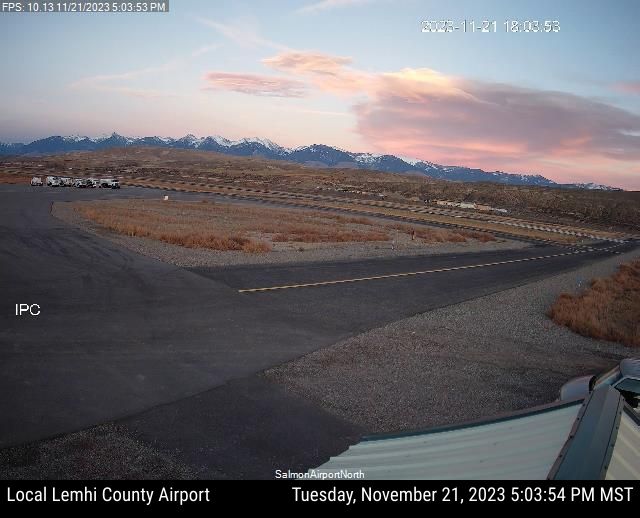 FPS: 10.13 11/21/2023 5:03:53 PM
2023-11-21 18:03:53
IPC
SalmonAirportNorth
Local Lemhi County Airport
Tuesday, November 21, 2023 5:03:54 PM MST